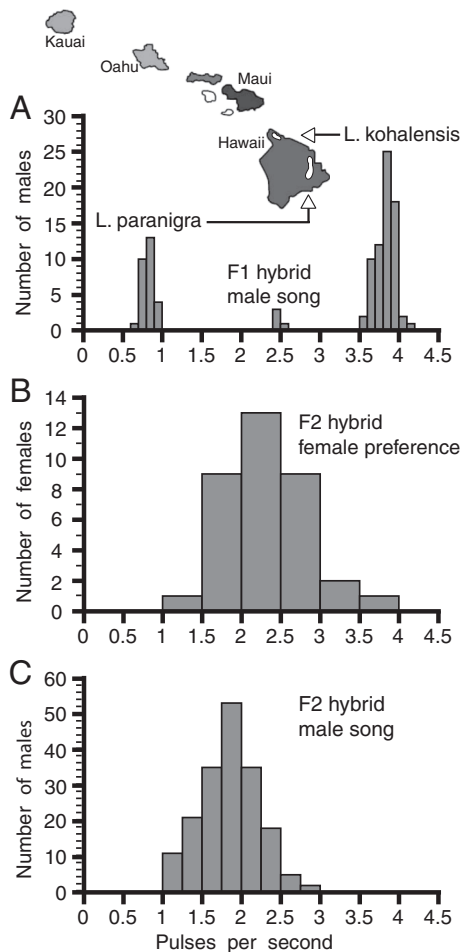 Kauai
Oahu
Maui
A
Hawaii
L. kohalensis
L. paranigra
F1 hybrid
male song
Number of males
30
25
20
15
10
5
0
0 0.5 1 1.5 2 2.5 3 3.5 4 4.5
B
F2 hybrid
female preference
Number of females
14
12
10
8
6
4
2
0
0 0.5 1 1.5 2 2.5 3 3.5 4 4.5
C
F2 hybrid
male song
Number of males
60
50
40
30
20
10
0
0 0.5 1 1.5 2 2.5 3 3.5 4 4.5
Pulses per second